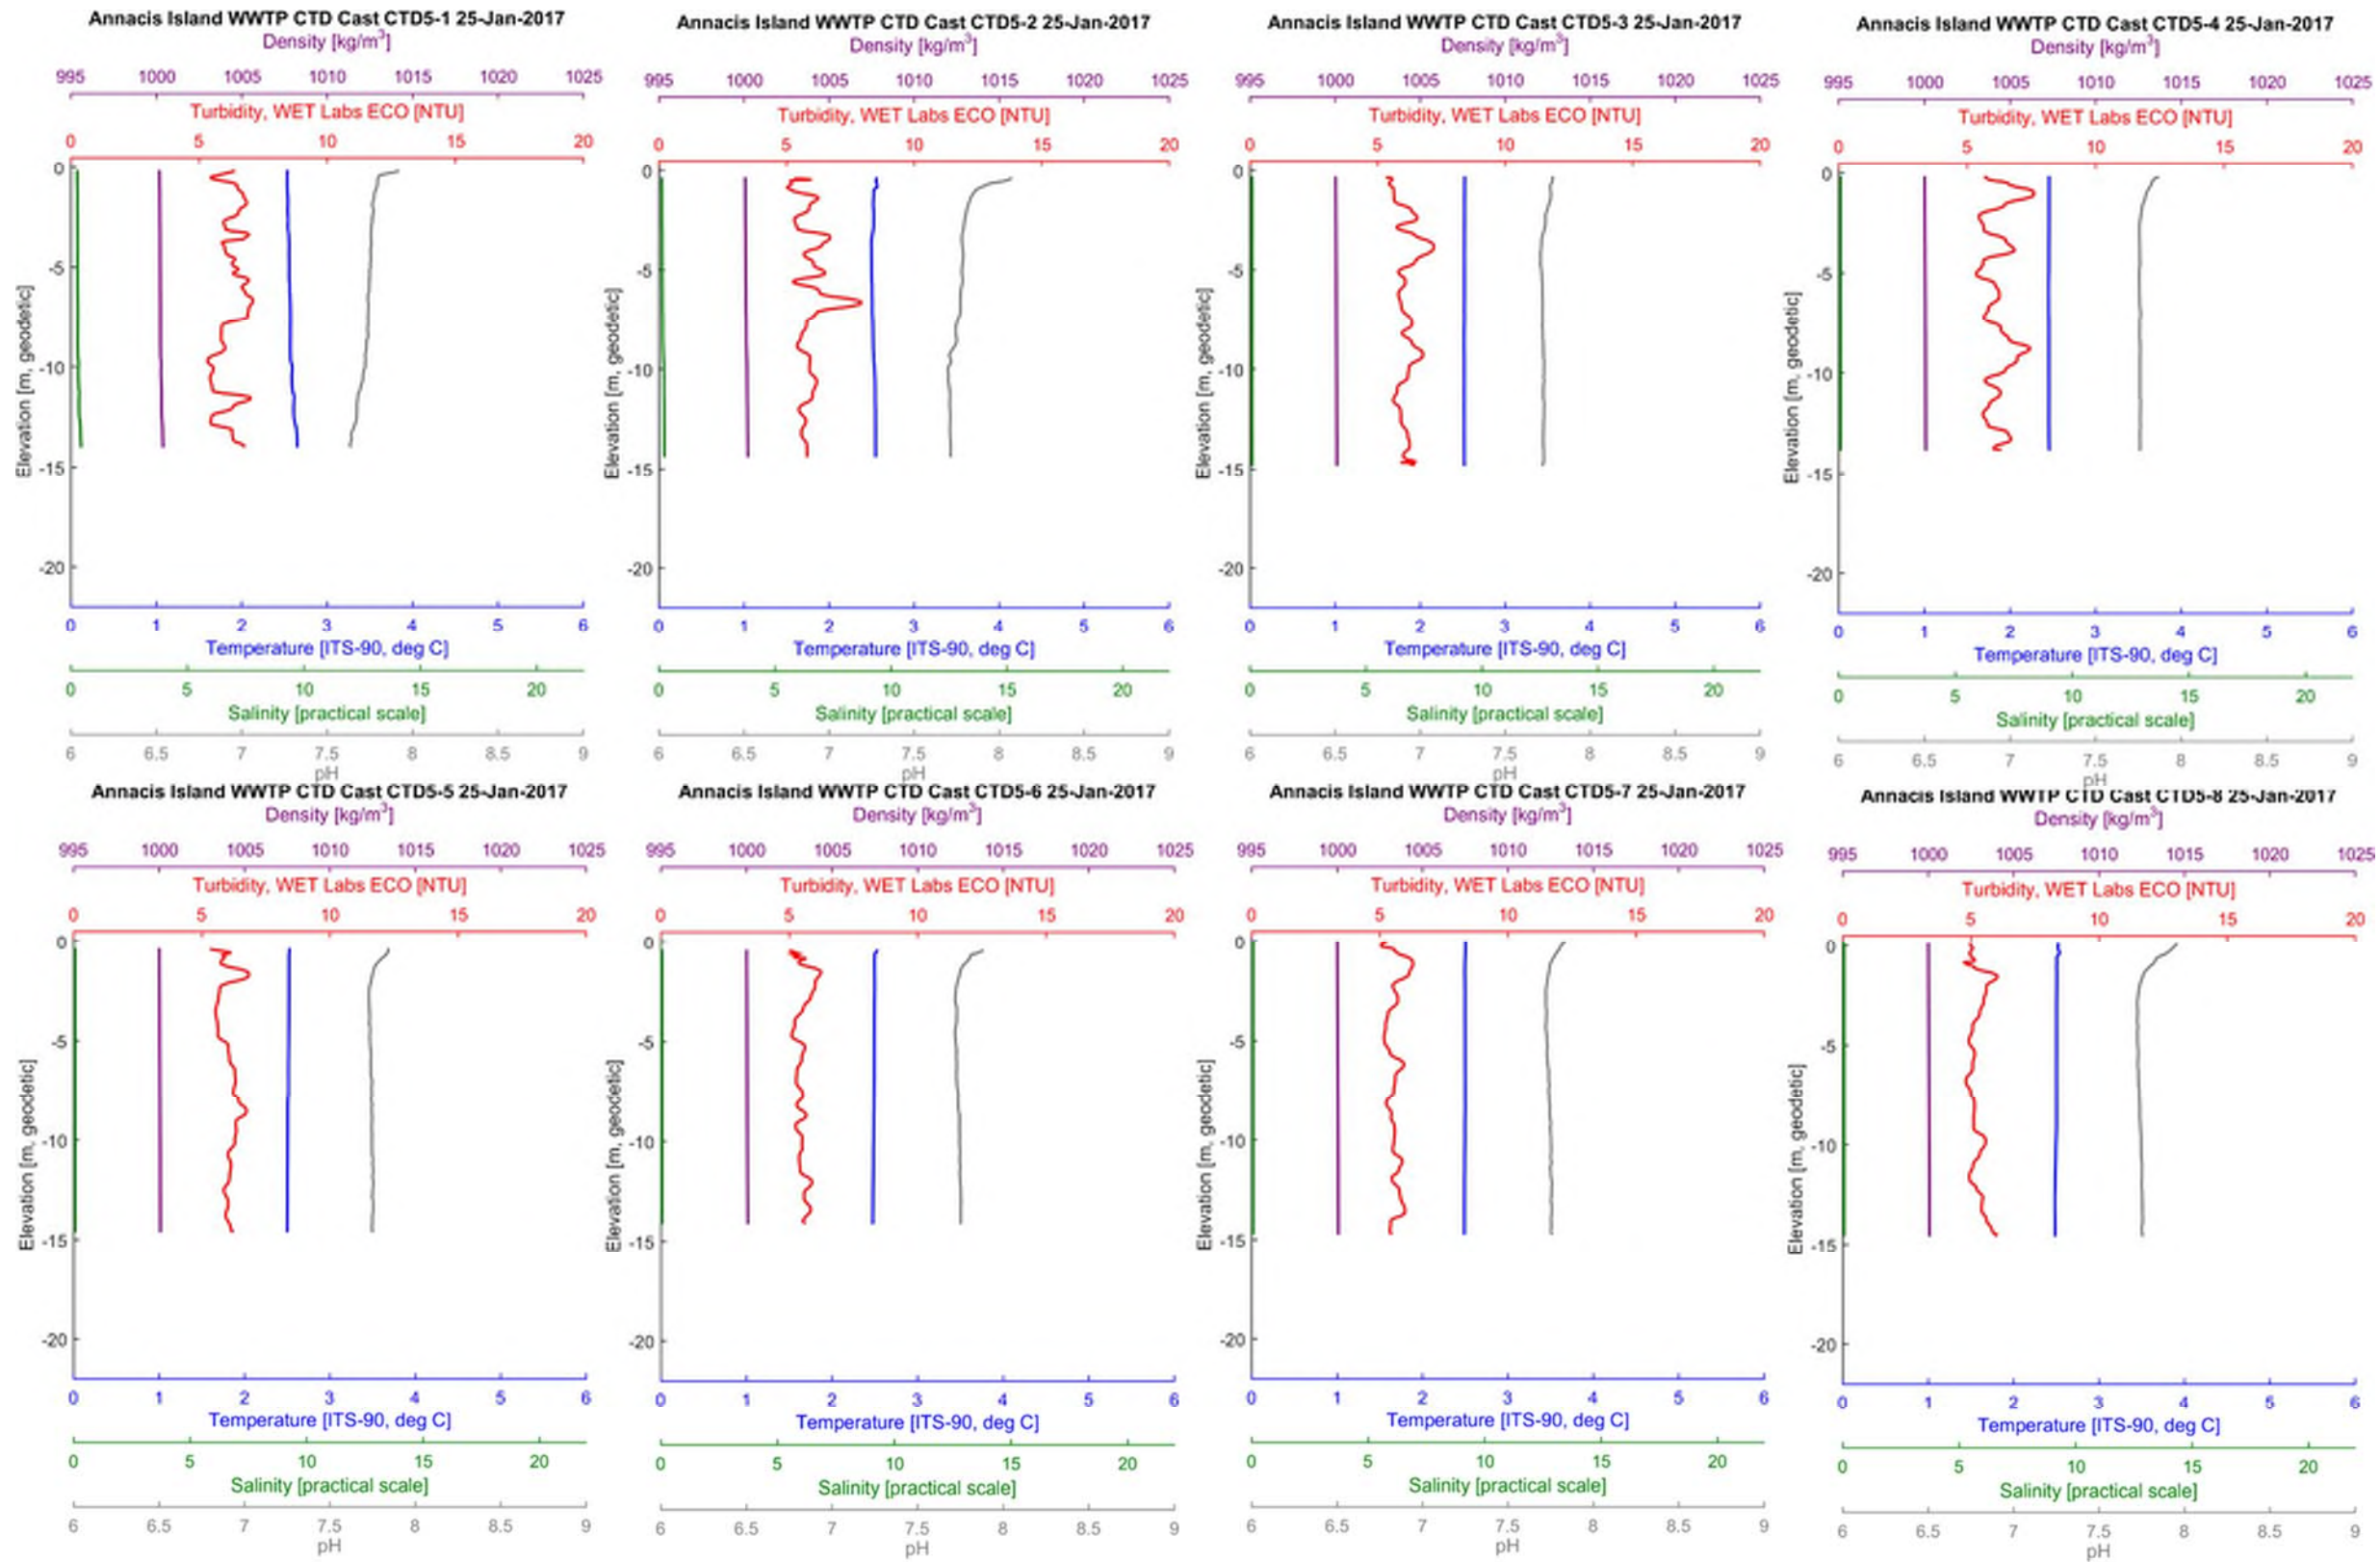 Annacis Island WWTP CTD Cast CTD5-1 25-Jan-2017
Density [kg/m3]
995 1000 1005 1010 1015 1020 1025
Turbidity, WET Labs ECO [NTU]
0 5 10 15 20
0
-5
-10
-15
-20
Elevation [m, geodetic]
0 1 2 3 4 5 6
Temperature [ITS-90, deg C]
0 5 10 15 20
Salinity [practical scale]
6 6.5 7 7.5 8 8.5 9
pH
Annacis Island WWTP CTD Cast CTD5-2 25-Jan-2017
Density [kg/m3]
995 1000 1005 1010 1015 1020 1025
Turbidity, WET Labs ECO [NTU]
0 5 10 15 20
0
-5
-10
-15
-20
Elevation [m, geodetic]
0 1 2 3 4 5 6
Temperature [ITS-90, deg C]
0 5 10 15 20
Salinity [practical scale]
6 6.5 7 7.5 8 8.5 9
pH
Annacis Island WWTP CTD Cast CTD5-3 25-Jan-2017
Density [kg/m3]
995 1000 1005 1010 1015 1020 1025
Turbidity, WET Labs ECO [NTU]
0 5 10 15 20
0
-5
-10
-15
-20
Elevation [m, geodetic]
0 1 2 3 4 5 6
Temperature [ITS-90, deg C]
0 5 10 15 20
Salinity [practical scale]
6 6.5 7 7.5 8 8.5 9
pH
Annacis Island WWTP CTD Cast CTD5-4 25-Jan-2017
Density [kg/m3]
995 1000 1005 1010 1015 1020 1025
Turbidity, WET Labs ECO [NTU]
0 5 10 15 20
0
-5
-10
-15
-20
Elevation [m, geodetic]
0 1 2 3 4 5 6
Temperature [ITS-90, deg C]
0 5 10 15 20
Salinity [practical scale]
6 6.5 7 7.5 8 8.5 9
pH
Annacis Island WWTP CTD Cast CTD5-5 25-Jan-2017
Density [kg/m3]
995 1000 1005 1010 1015 1020 1025
Turbidity, WET Labs ECO [NTU]
0 5 10 15 20
0
-5
-10
-15
-20
Elevation [m, geodetic]
0 1 2 3 4 5 6
Temperature [ITS-90, deg C]
0 5 10 15 20
Salinity [practical scale]
6 6.5 7 7.5 8 8.5 9
pH
Annacis Island WWTP CTD Cast CTD5-6 25-Jan-2017
Density [kg/m3]
995 1000 1005 1010 1015 1020 1025
Turbidity, WET Labs ECO [NTU]
0 5 10 15 20
0
-5
-10
-15
-20
Elevation [m, geodetic]
0 1 2 3 4 5 6
Temperature [ITS-90, deg C]
0 5 10 15 20
Salinity [practical scale]
6 6.5 7 7.5 8 8.5 9
pH
Annacis Island WWTP CTD Cast CTD5-7 25-Jan-2017
Density [kg/m3]
995 1000 1005 1010 1015 1020 1025
Turbidity, WET Labs ECO [NTU]
0 5 10 15 20
0
-5
-10
-15
-20
Elevation [m, geodetic]
0 1 2 3 4 5 6
Temperature [ITS-90, deg C]
0 5 10 15 20
Salinity [practical scale]
6 6.5 7 7.5 8 8.5 9
pH
Annacis Island WWTP CTD Cast CTD5-8 25-Jan-2017
Density [kg/m3]
995 1000 1005 1010 1015 1020 1025
Turbidity, WET Labs ECO [NTU]
0 5 10 15 20
0
-5
-10
-15
-20
Elevation [m, geodetic]
0 1 2 3 4 5 6
Temperature [ITS-90, deg C]
0 5 10 15 20
Salinity [practical scale]
6 6.5 7 7.5 8 8.5 9
pH